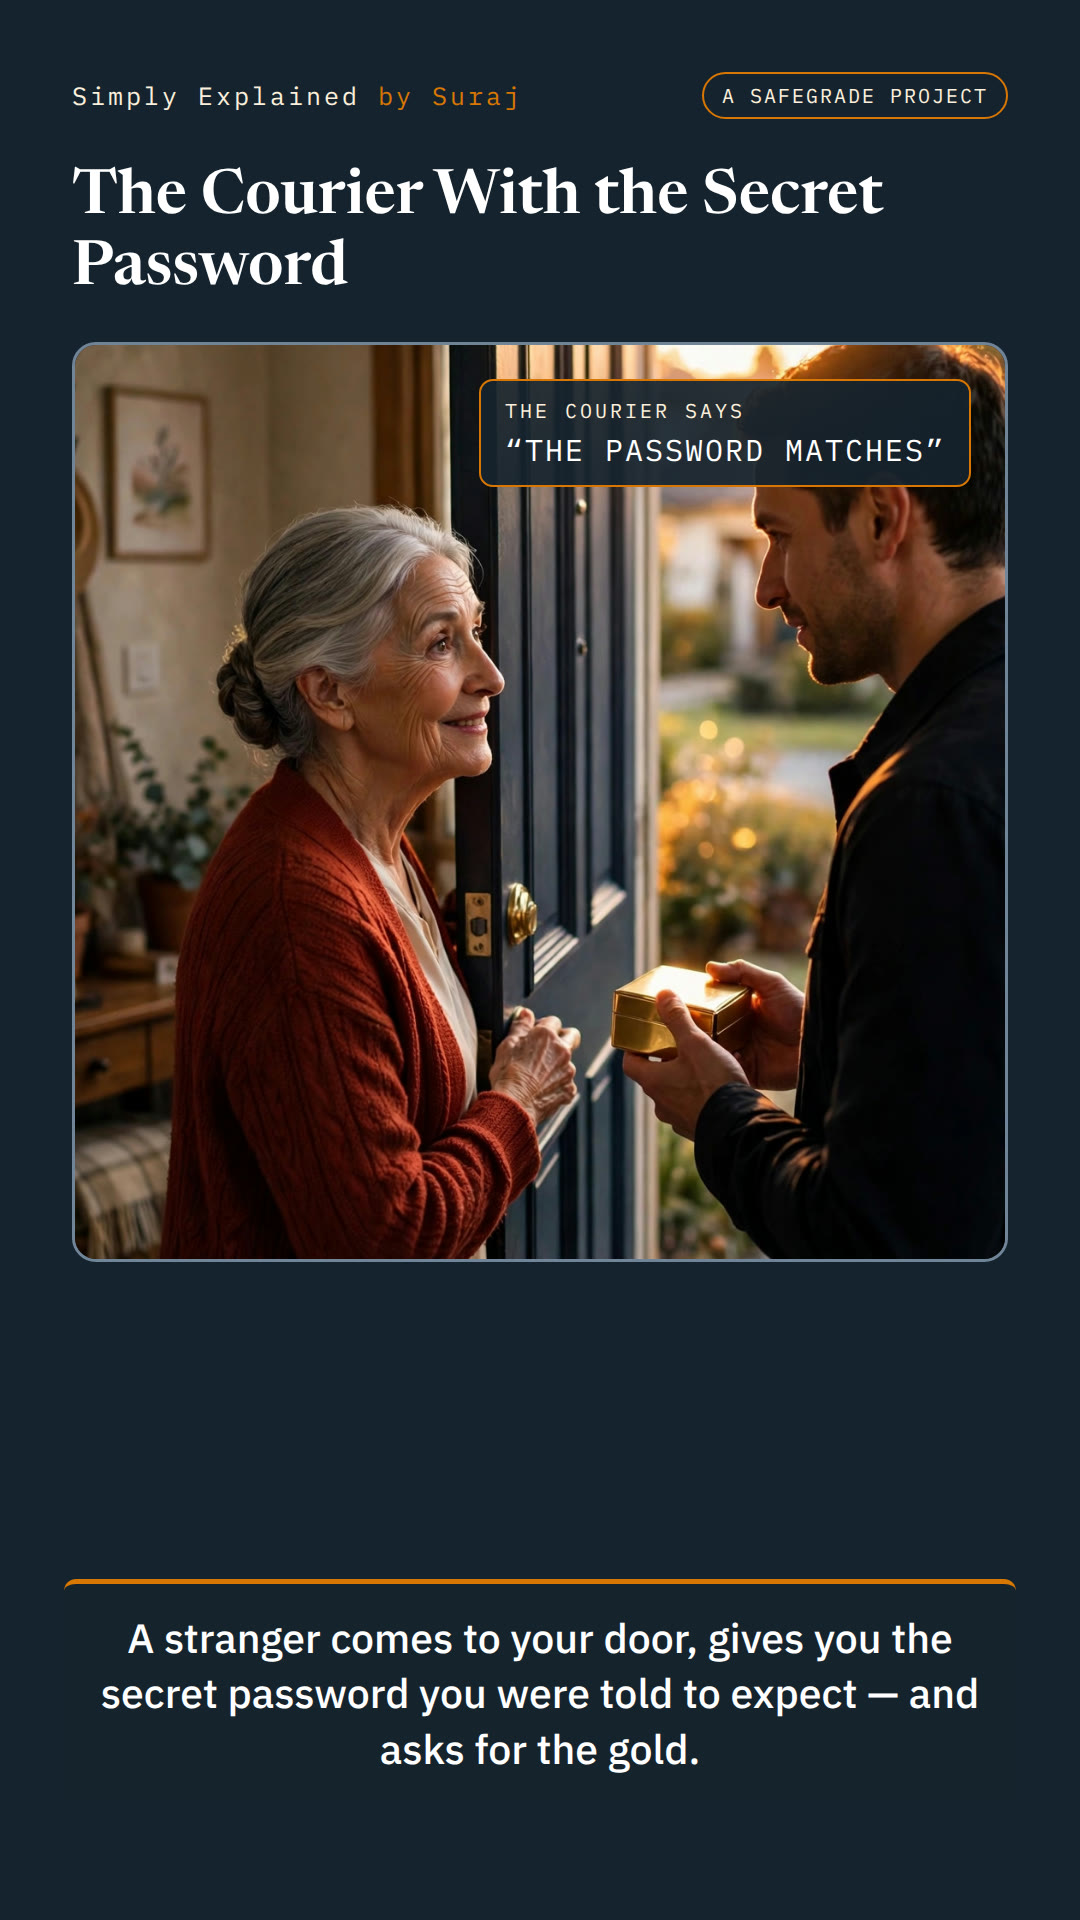 Simply Explained by Suraj
A SAFEGRADE PROJECT
The Courier With the Secret
Password
THE COURIER SAYS
“THE PASSWORD MATCHES”
A stranger comes to your door, gives you the
secret password you were told to expect — and
asks for the gold.